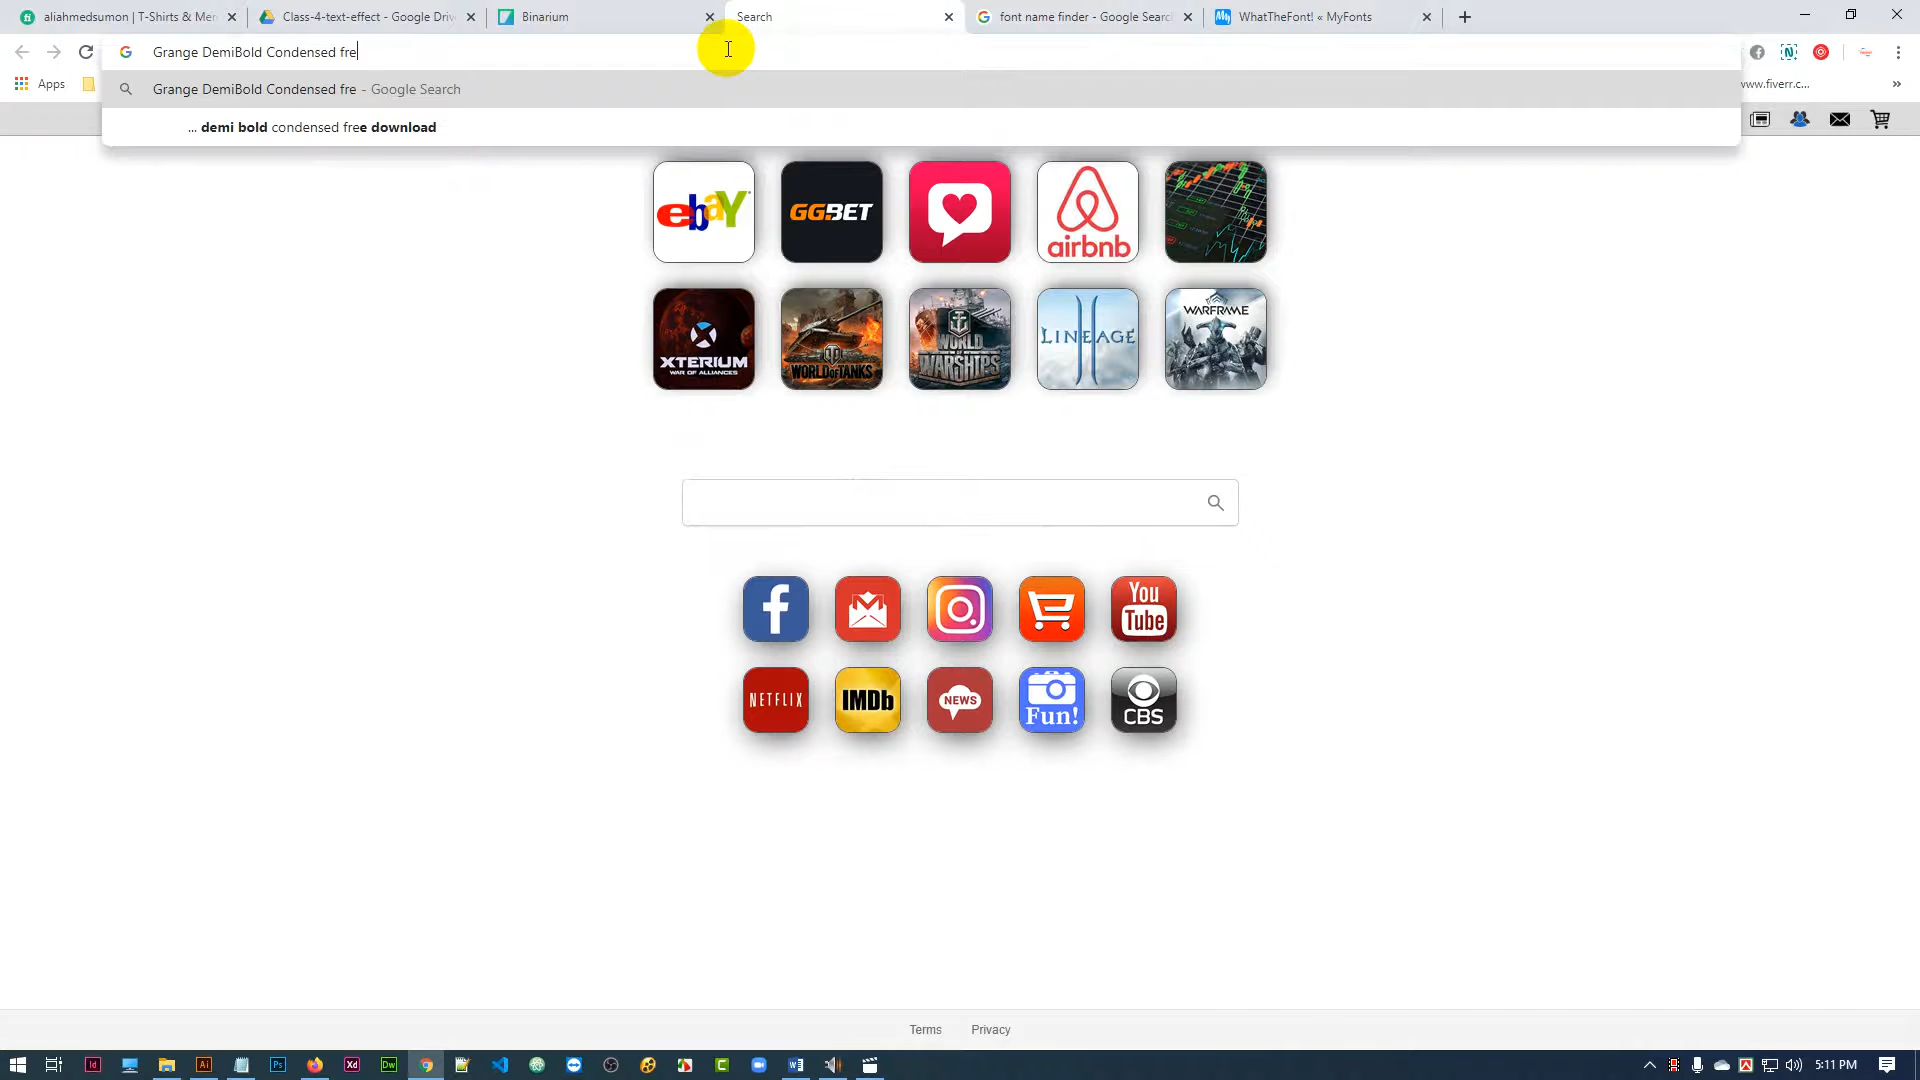 aliahmedsumon | T-Shirts & Mer
Class-4-text-effect - Google Driv
Binarium
Search
font name finder - Google Searc
WhatTheFont! « MyFonts
Grange DemiBold Condensed fre
Apps
Grange DemiBold Condensed fre - Google Search
www.fiverr.c...
... demi bold condensed free download
ebay
GG.BET
airbnb
XTERIUM
WAR OF ALLIANCES
WORLD OF TANKS
WORLD OF WARSHIPS
LINEAGE II
WARFRAME
You Tube
NETFLIX
IMDb
NEWS
Fun!
CBS
Terms
Privacy
5:11 PM